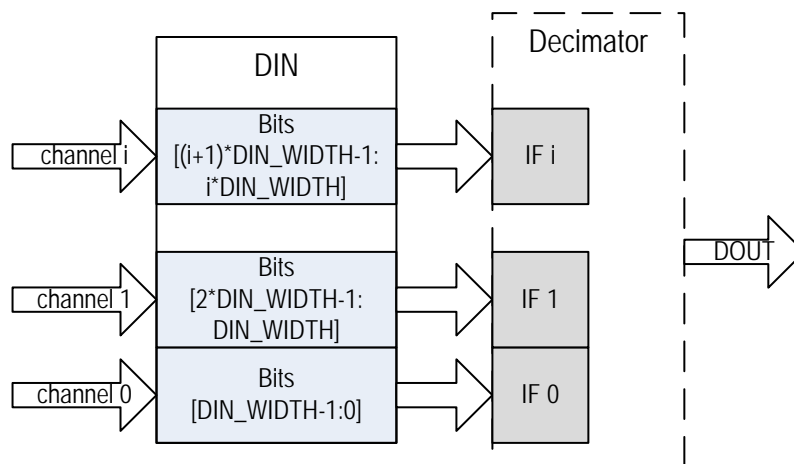 Decimator
DIN
channel i
Bits
[(i+1)*DIN_WIDTH-1:
i*DIN_WIDTH]
IF i
DOUT
channel 1
Bits
[2*DIN_WIDTH-1:
DIN_WIDTH]
IF 1
channel 0
Bits
[DIN_WIDTH-1:0]
IF 0